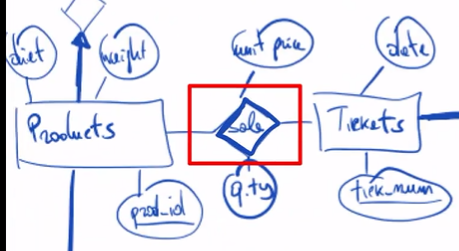 unit price
date
diet
weight
Products
sale
Tickets
q.ty
prod_id
tick_num